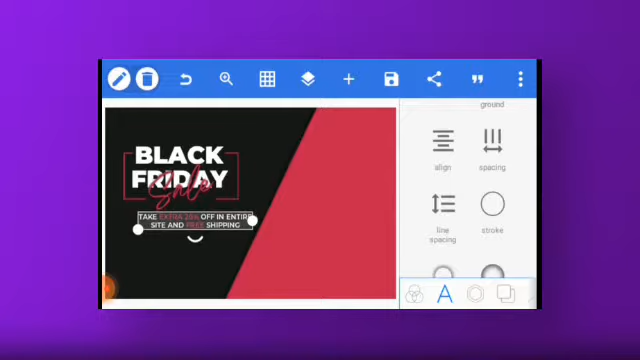 ground
BLACK
FRIDAY
Sale
TAKE EXTRA 25% OFF IN ENTIRE
SITE AND FREE SHIPPING
align
spacing
line
spacing
stroke
A